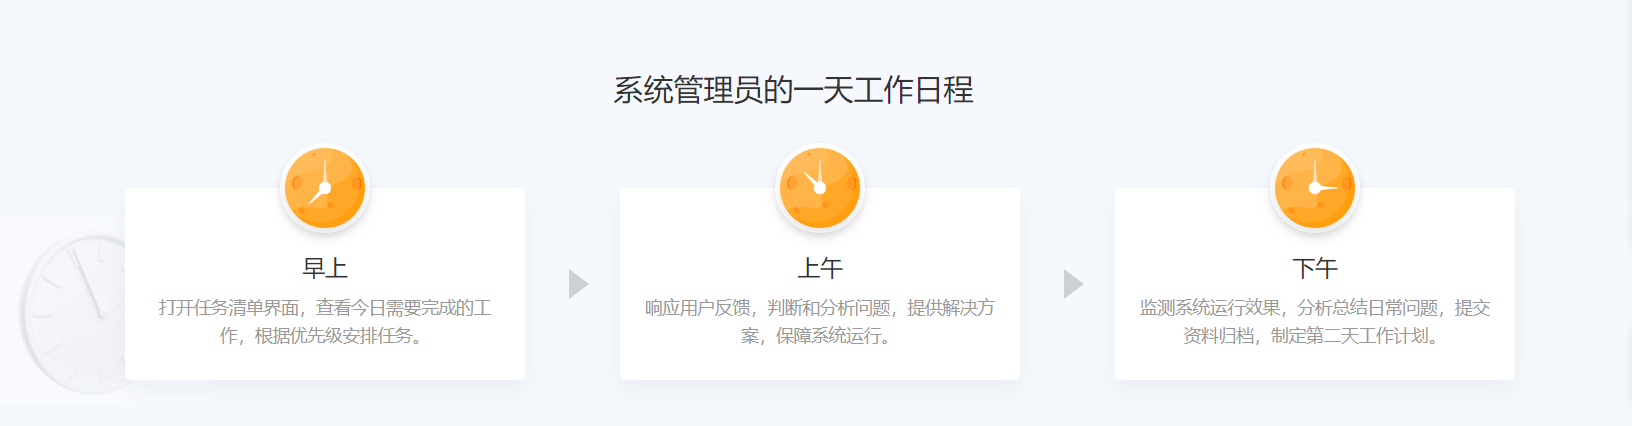 系统管理员的一天工作日程
早上
打开任务清单界面，查看今日需要完成的工
作，根据优先级安排任务。
上午
响应用户反馈，判断和分析问题，提供解决方
案，保障系统运行。
下午
监测系统运行效果，分析总结日常问题，提交
资料归档，制定第二天工作计划。